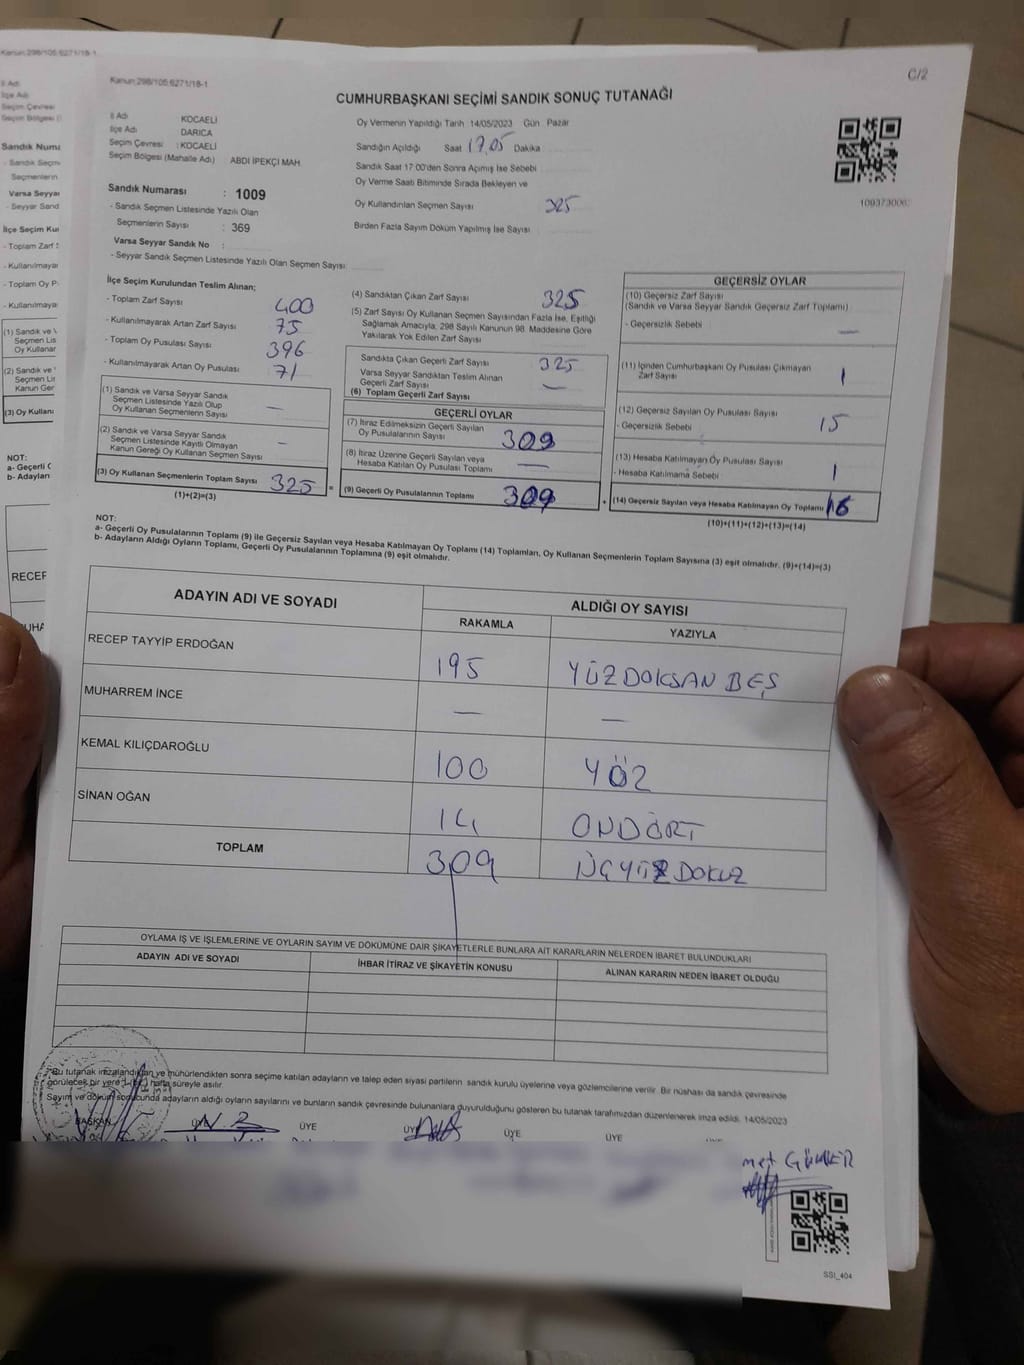 Kanun:298/105;6271/18-1
C/2
CUMHURBAŞKANI SEÇİMİ SANDIK SONUÇ TUTANAĞI
İl Adı KOCAELİ
İlçe Adı DARICA
Seçim Çevresi : KOCAELİ
Seçim Bölgesi (Mahalle Adı) ABDİ İPEKÇİ MAH.
Sandık Numarası : 1009
- Sandık Seçmen Listesinde Yazılı Olan
Seçmenlerin Sayısı : 369
Varsa Seyyar Sandık No :
- Seyyar Sandık Seçmen Listesinde Yazılı Olan Seçmen Sayısı:
Oy Vermenin Yapıldığı Tarih 14/05/2023 Gün Pazar
Sandığın Açıldığı Saat 17,05 Dakika
Sandık Saat 17:00'den Sonra Açımış İse Sebebi
Oy Verme Saati Bitiminde Sırada Bekleyen ve
Oy Kullandırılan Seçmen Sayısı 325
Birden Fazla Sayım Döküm Yapılmış İse Sayısı
İlçe Seçim Kurulundan Teslim Alınan;
- Toplam Zarf Sayısı 400
- Kullanılmayarak Artan Zarf Sayısı 75
- Toplam Oy Pusulası Sayısı 396
- Kullanılmayarak Artan Oy Pusulası 71
(1) Sandık ve Varsa Seyyar Sandık
Seçmen Listesinde Yazılı Olup
Oy Kullanan Seçmenlerin Sayısı —
(2) Sandık ve Varsa Seyyar Sandık
Seçmen Listesinde Kayıtlı Olmayan
Kanun Gereği Oy Kullanan Seçmen Sayısı —
(3) Oy Kullanan Seçmenlerin Toplam Sayısı 325 =
(1)+(2)=(3)
(4) Sandıktan Çıkan Zarf Sayısı 325
(5) Zarf Sayısı Oy Kullanan Seçmen Sayısından Fazla İse, Eşitliği
Sağlamak Amacıyla, 298 Sayılı Kanunun 98. Maddesine Göre
Yakılarak Yok Edilen Zarf Sayısı
Sandıkta Çıkan Geçerli Zarf Sayısı 325
Varsa Seyyar Sandıktan Teslim Alınan
Geçerli Zarf Sayısı —
(6) Toplam Geçerli Zarf Sayısı
GEÇERLİ OYLAR
(7) İtiraz Edilmeksizin Geçerli Sayılan
Oy Pusulalarının Sayısı 309
(8) İtiraz Üzerine Geçerli Sayılan veya
Hesaba Katılan Oy Pusulası Toplamı —
(9) Geçerli Oy Pusulalarının Toplamı 309 +
GEÇERSİZ OYLAR
(10) Geçersiz Zarf Sayısı
(Sandık ve Varsa Seyyar Sandık Geçersiz Zarf Toplamı)
- Geçersizlik Sebebi —
(11) İçinden Cumhurbaşkanı Oy Pusulası Çıkmayan
Zarf Sayısı 1
(12) Geçersiz Sayılan Oy Pusulası Sayısı
- Geçersizlik Sebebi 15
(13) Hesaba Katılmayan Oy Pusulası Sayısı
- Hesaba Katılmama Sebebi 1
(14) Geçersiz Sayılan veya Hesaba Katılmayan Oy Toplamı 16
(10)+(11)+(12)+(13)=(14)
NOT:
a- Geçerli Oy Pusulalarının Toplamı (9) ile Geçersiz Sayılan veya Hesaba Katılmayan Oy Toplamı (14) Toplamları, Oy Kullanan Seçmenlerin Toplam Sayısına (3) eşit olmalıdır. (9)+(14)=(3)
b- Adayların Aldığı Oyların Toplamı, Geçerli Oy Pusulalarının Toplamına (9) eşit olmalıdır.
ADAYIN ADI VE SOYADI ALDIĞI OY SAYISI
RAKAMLA YAZIYLA
RECEP TAYYİP ERDOĞAN 195 YÜZDOKSAN BEŞ
MUHARREM İNCE — —
KEMAL KILIÇDAROĞLU 100 YÖZ
SİNAN OĞAN 14 ONDÖRT
TOPLAM 309 ÜÇYÜZDOKUZ
OYLAMA İŞ VE İŞLEMLERİNE VE OYLARIN SAYIM VE DÖKÜMÜNE DAİR ŞİKAYETLERLE BUNLARA AİT KARARLARIN NELERDEN İBARET BULUNDUKLARI
ADAYIN ADI VE SOYADI İHBAR İTİRAZ VE ŞİKAYETİN KONUSU ALINAN KARARIN NEDEN İBARET OLDUĞU
Bu tutanak imzalandıktan ve mühürlendikten sonra seçime katılan adayların ve talep eden siyasi partilerin sandık kurulu üyelerine veya gözlemcilerine verilir. Bir nüshası da sandık çevresinde
görülecek bir yere 1 (bir) hafta süreyle asılır.
Sayım ve döküm sonucunda adayların aldığı oyların sayılarını ve bunların sandık çevresinde bulunanlara duyurulduğunu gösteren bu tutanak tarafımızdan düzenlenerek imza edildi. 14/05/2023
BAŞKAN ÜYE ÜYE ÜYE ÜYE ÜYE
SSI_404